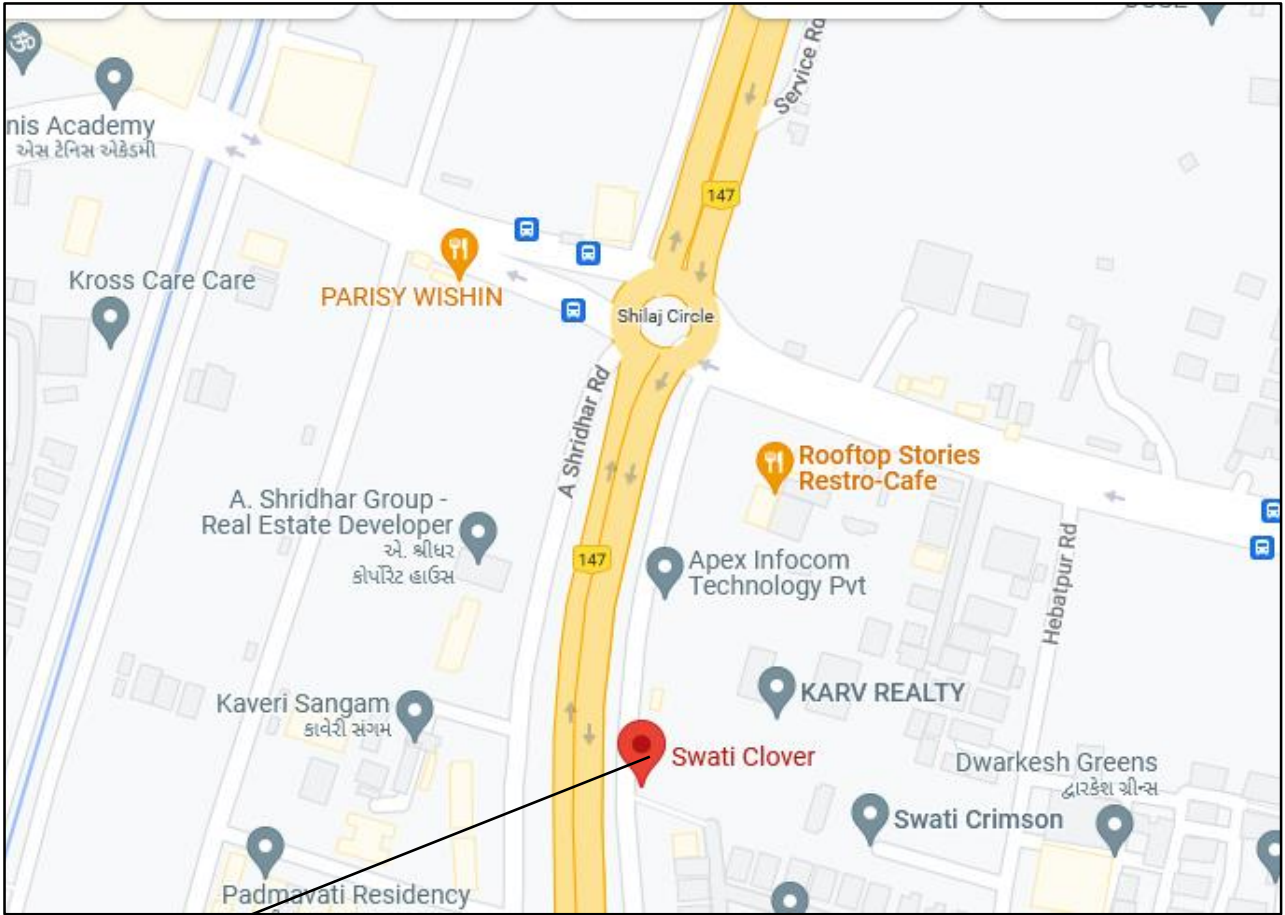 Service Rd
nis Academy
એસ ટેનિસ એકેડમી
147
Kross Care Care
PARISY WISHIN
Shilaj Circle
A Shridhar Rd
Rooftop Stories
Restro-Cafe
A. Shridhar Group -
Real Estate Developer
એ. શ્રીધર
કોર્પોરેટ હાઉસ
147
Apex Infocom
Technology Pvt
Hebatpur Rd
KARV REALTY
Kaveri Sangam
કાવેરી સંગમ
Swati Clover
Dwarkesh Greens
દ્વારકેશ ગ્રીન્સ
Swati Crimson
Padmavati Residency